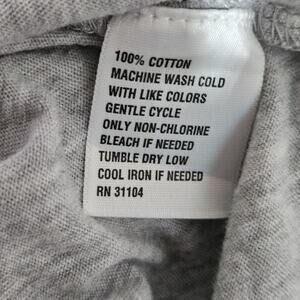 100% COTTON
MACHINE WASH COLD
WITH LIKE COLORS
GENTLE CYCLE
ONLY NON-CHLORINE
BLEACH IF NEEDED
TUMBLE DRY LOW
COOL IRON IF NEEDED
RN 31104